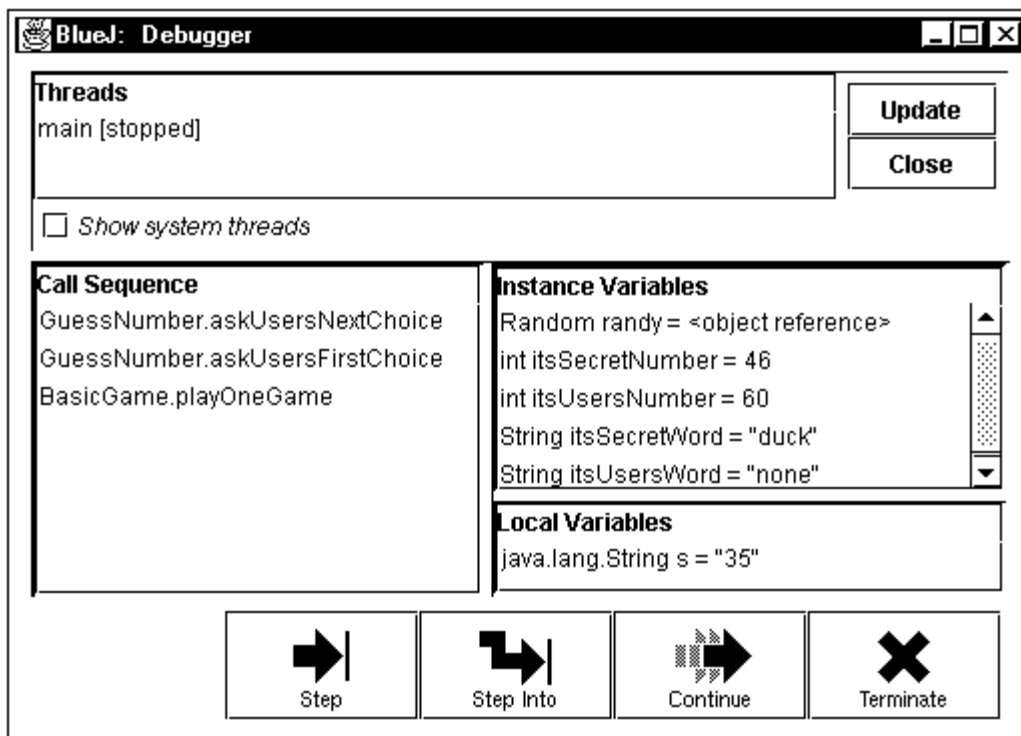 BlueJ: Debugger
Threads
main [stopped]
Update
Close
Show system threads
Call Sequence
GuessNumber.askUsersNextChoice
GuessNumber.askUsersFirstChoice
BasicGame.playOneGame
Instance Variables
Random randy = <object reference>
int itsSecretNumber = 46
int itsUsersNumber = 60
String itsSecretWord = "duck"
String itsUsersWord = "none"
Local Variables
java.lang.String s = "35"
Step
Step Into
Continue
Terminate